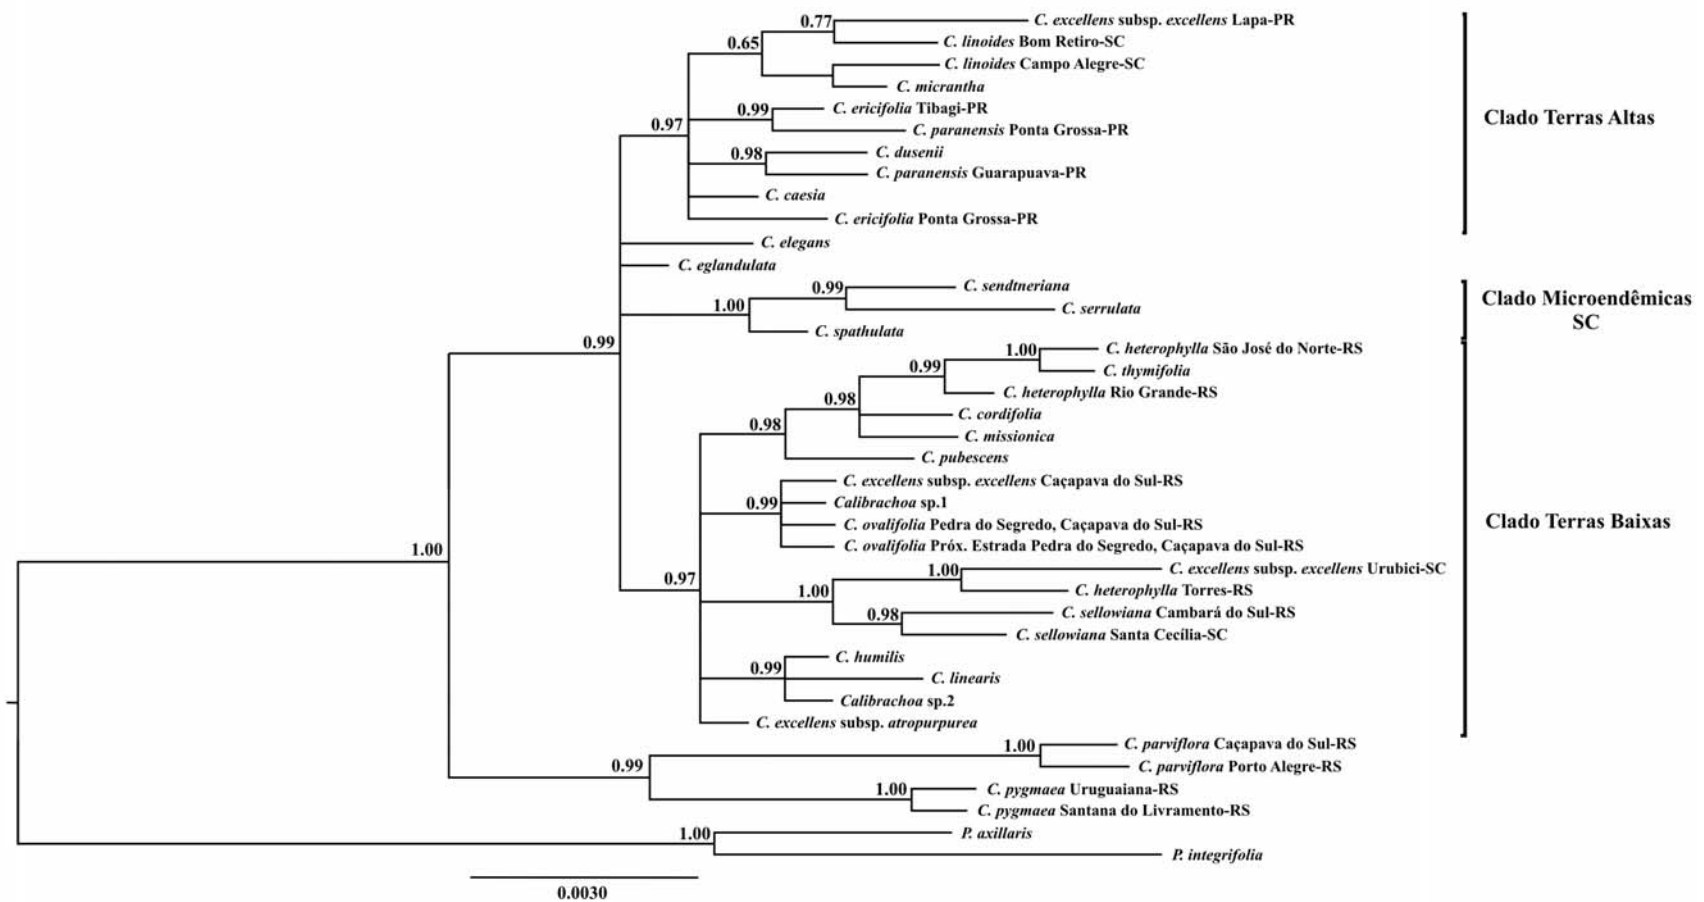 0.77
C. excellens subsp. excellens Lapa-PR
0.65
C. linoides Bom Retiro-SC
C. linoides Campo Alegre-SC
C. micrantha
0.99
C. ericifolia Tibagi-PR
0.97
C. paranensis Ponta Grossa-PR
Clado Terras Altas
0.98
C. dusenii
C. paranensis Guarapuava-PR
C. caesia
C. ericifolia Ponta Grossa-PR
C. elegans
C. eglandulata
0.99
C. sendtneriana
1.00
C. serrulata
Clado Microendêmicas
SC
C. spathulata
0.99
1.00
C. heterophylla São José do Norte-RS
0.99
C. thymifolia
C. heterophylla Rio Grande-RS
0.98
C. cordifolia
0.98
C. missionica
C. pubescens
C. excellens subsp. excellens Caçapava do Sul-RS
0.99
Calibrachoa sp.1
C. ovalifolia Pedra do Segredo, Caçapava do Sul-RS
Clado Terras Baixas
C. ovalifolia Próx. Estrada Pedra do Segredo, Caçapava do Sul-RS
1.00
0.97
1.00
C. excellens subsp. excellens Urubici-SC
1.00
C. heterophylla Torres-RS
0.98
C. sellowiana Cambará do Sul-RS
C. sellowiana Santa Cecília-SC
C. humilis
0.99
C. linearis
Calibrachoa sp.2
C. excellens subsp. atropurpurea
1.00
C. parviflora Caçapava do Sul-RS
0.99
C. parviflora Porto Alegre-RS
1.00
C. pygmaea Uruguaiana-RS
C. pygmaea Santana do Livramento-RS
1.00
P. axillaris
P. integrifolia
0.0030